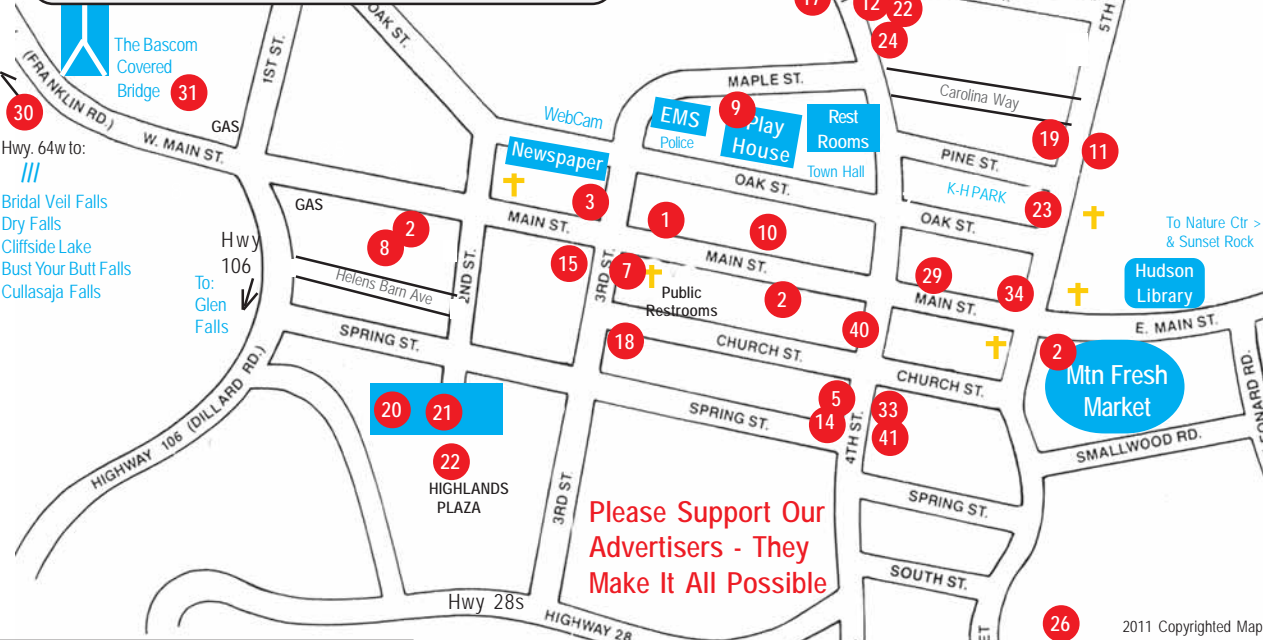 17
12
22
24
5TH
OAK ST.
1ST ST.
The Bascom
Covered
Bridge
31
(FRANKLIN RD.)
30
GAS
W. MAIN ST.
Hwy. 64w to:
///
Bridal Veil Falls
Dry Falls
Cliffside Lake
Bust Your Butt Falls
Cullasaja Falls
MAPLE ST.
Carolina Way
WebCam
EMS
Police
9
Play
House
Rest
Rooms
Town Hall
19
11
Newspaper
PINE ST.
K-H PARK
OAK ST.
OAK ST.
23
GAS
3
1
10
MAIN ST.
MAIN ST.
MAIN ST.
2
8
Hwy
106
To:
Glen
Falls
Helens Barn Ave
2ND ST.
15
3RD ST.
7
Public
Restrooms
2
29
34
To Nature Ctr >
& Sunset Rock
Hudson
Library
E. MAIN ST.
SPRING ST.
18
CHURCH ST.
40
CHURCH ST.
2
Mtn Fresh
Market
SMALLWOOD RD.
HIGHWAY 106 (DILLARD RD.)
20
21
22
HIGHLANDS
PLAZA
SPRING ST.
5
14
4TH ST.
33
41
3RD ST.
Please Support Our
Advertisers - They
Make It All Possible
SPRING ST.
SOUTH ST.
Hwy 28s
HIGHWAY 28
26
2011 Copyrighted Map